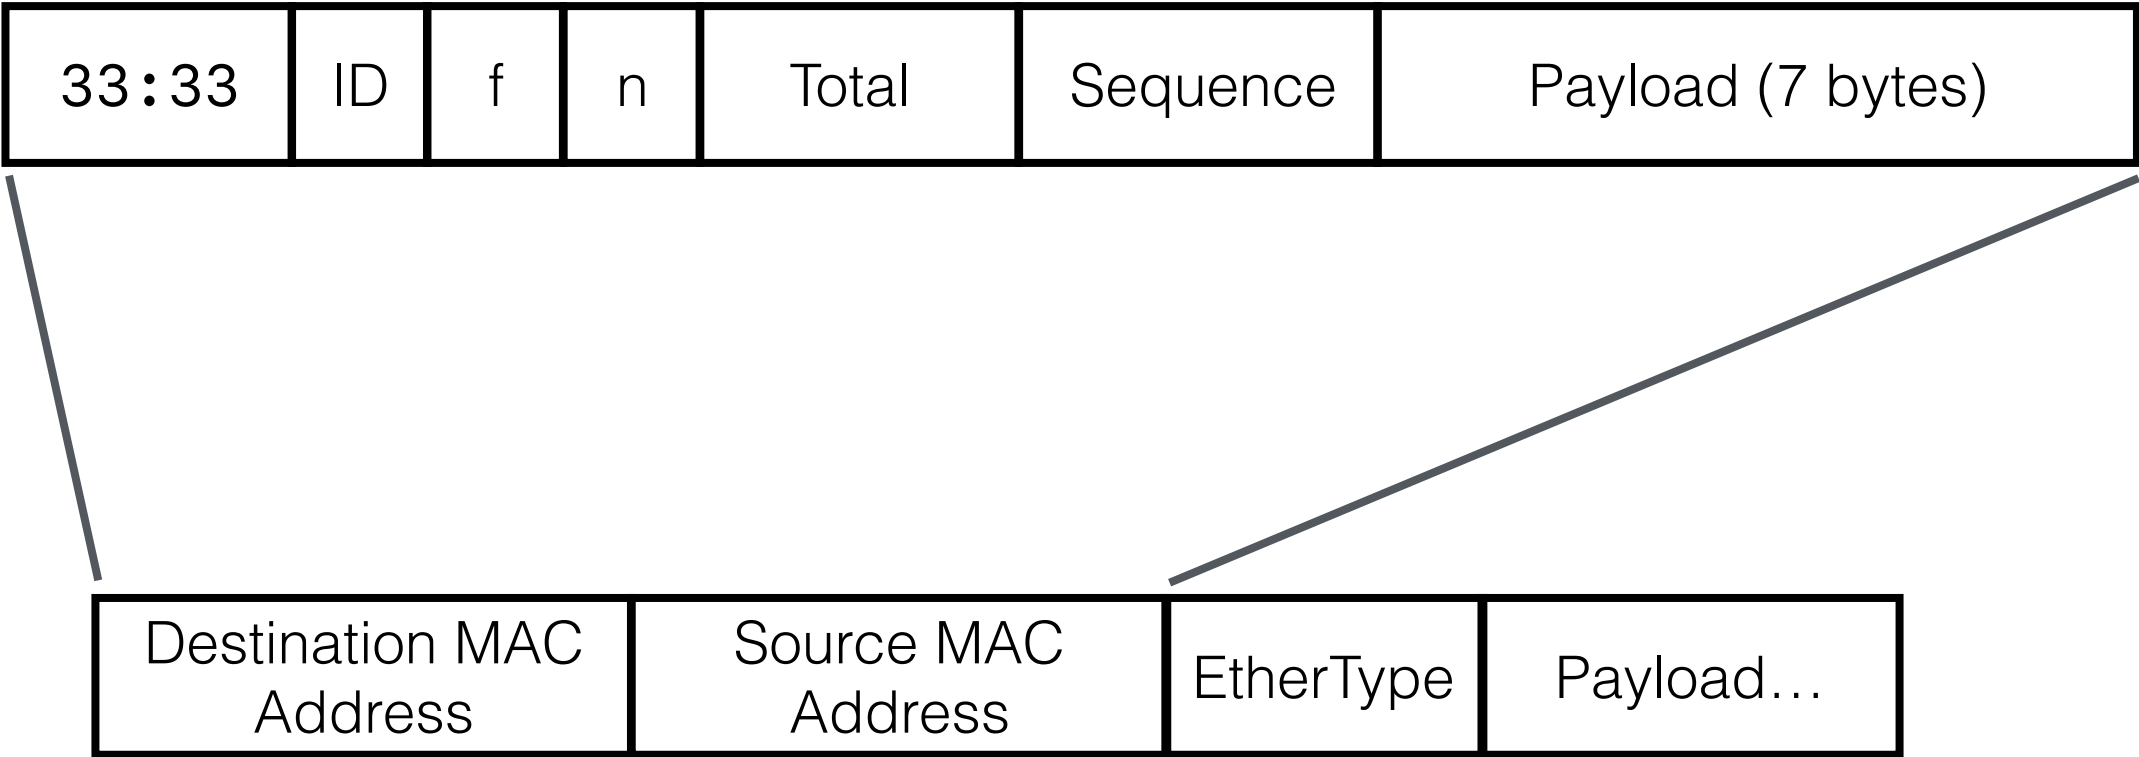 33:33
ID
f
n
Total
Sequence
Payload (7 bytes)
Destination MAC
Address
Source MAC
Address
EtherType
Payload…